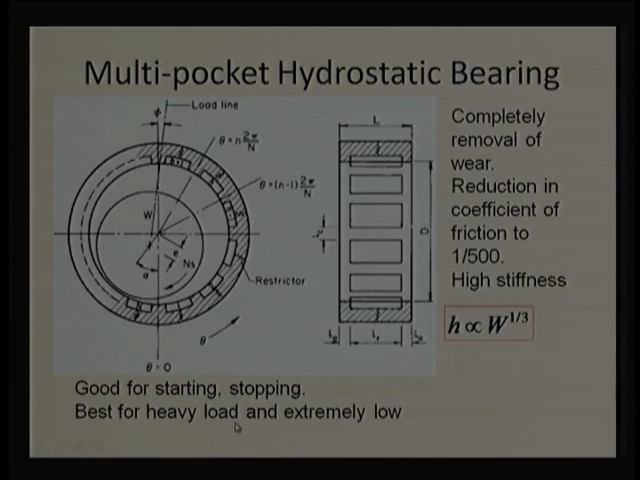 Multi-pocket Hydrostatic Bearing
Load line
ϕ
θ = n 2π/N
θ = (n-1) 2π/N
W
e
Ns
a
Restrictor
θ
θ = 0
L
D
Completely
removal of
wear.
Reduction in
coefficient of
friction to
1/500.
High stiffness
h ∝ W^1/3
Good for starting, stopping.
Best for heavy load and extremely low